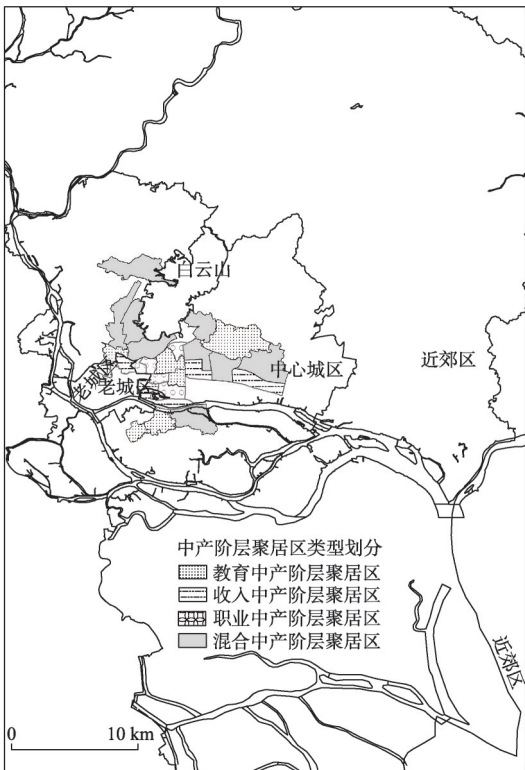 白云山
中心城区
近郊区
老城区
老城区
中产阶层聚居区类型划分
教育中产阶层聚居区
收入中产阶层聚居区
职业中产阶层聚居区
混合中产阶层聚居区
近郊区
0 10 km